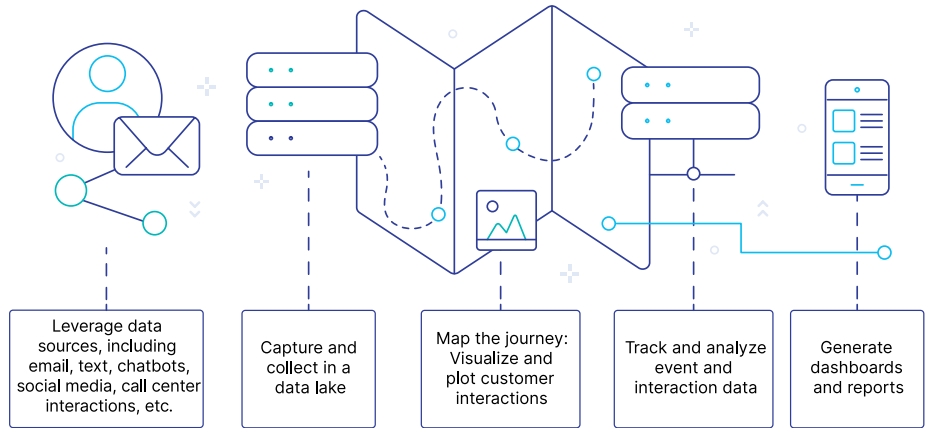 Leverage data
sources, including
email, text, chatbots,
social media, call center
interactions, etc.
Capture and
collect in a
data lake
Map the journey:
Visualize and
plot customer
interactions
Track and analyze
event and
interaction data
Generate
dashboards
and reports